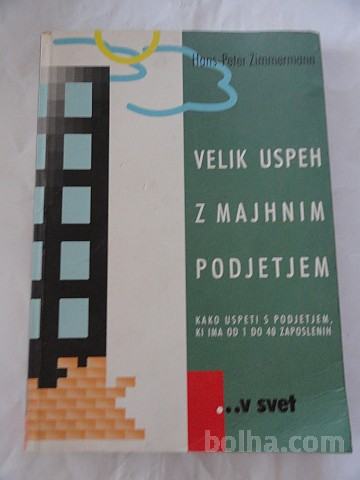 Hans-Peter Zimmermann
VELIK USPEH
Z MAJHNIM
PODJETJEM
KAKO USPETI S PODJETJEM,
KI IMA OD 1 DO 40 ZAPOSLENIH
...v svet
bolha.com